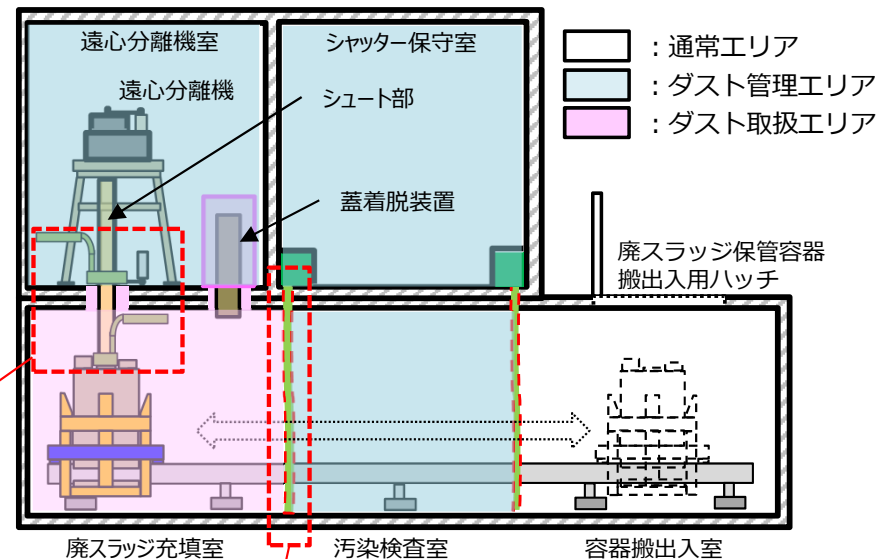 遠心分離機室
シャッター保守室
遠心分離機
シュート部
蓋着脱装置
：通常エリア
：ダスト管理エリア
：ダスト取扱エリア
廃スラッジ保管容器
搬出入用ハッチ
廃スラッジ充填室
汚染検査室
容器搬出入室